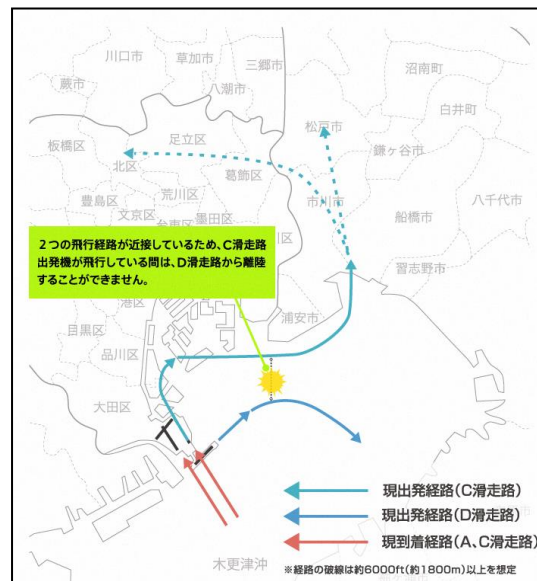 三郷市
川口市
草加市
沼南町
八潮市
蕨市
白井町
足立区
松戸市
板橋区
鎌ヶ谷市
北区
葛飾区
荒川区
豊島区
市川市
八千代市
文京区
墨田区
船橋市
２つの飛行経路が近接しているため、C滑走路
出発機が飛行している間は、D滑走路から離陸
することができません。
習志野市
港区
浦安市
目黒区
品川区
大田区
現出発経路(C滑走路)
現出発経路(D滑走路)
現到着経路(A、C滑走路)
木更津沖
※経路の破線は約6000ft(約1800m)以上を想定